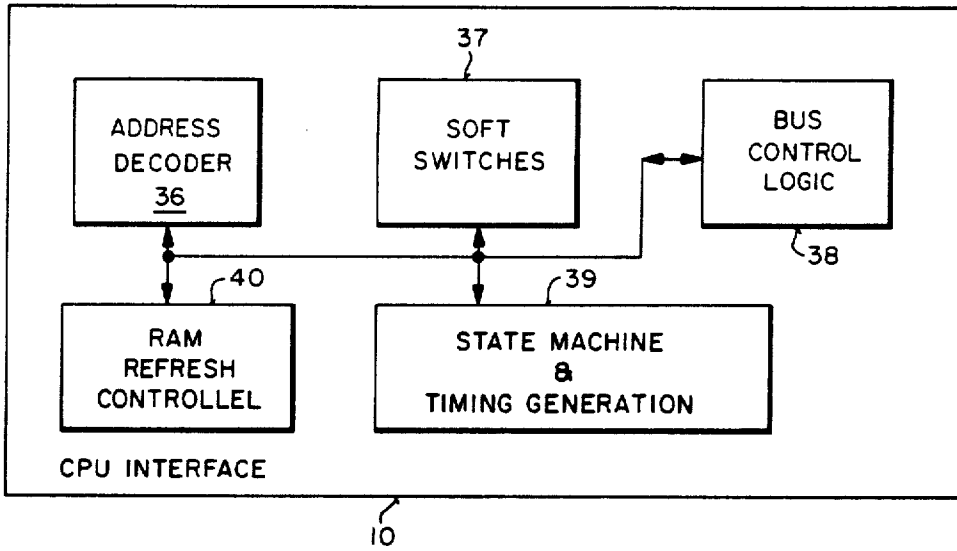 37
ADDRESS
DECODER
36
SOFT
SWITCHES
BUS
CONTROL
LOGIC
38
40
39
RAM
REFRESH
CONTROLLEL
STATE MACHINE
&
TIMING GENERATION
CPU INTERFACE
10